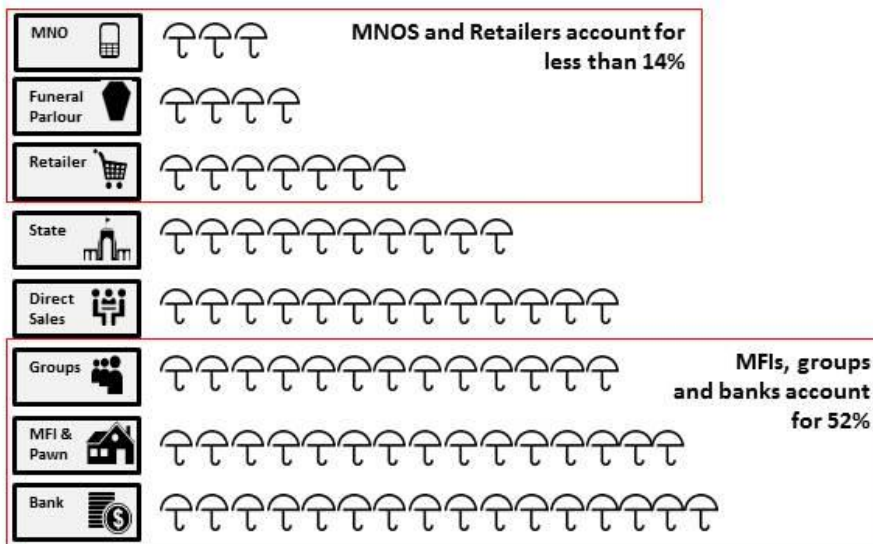 MNO
MNOS and Retailers account for
less than 14%
Funeral
Parlour
Retailer
State
Direct
Sales
Groups
MFIs, groups
and banks account
for 52%
MFI &
Pawn
Bank
$